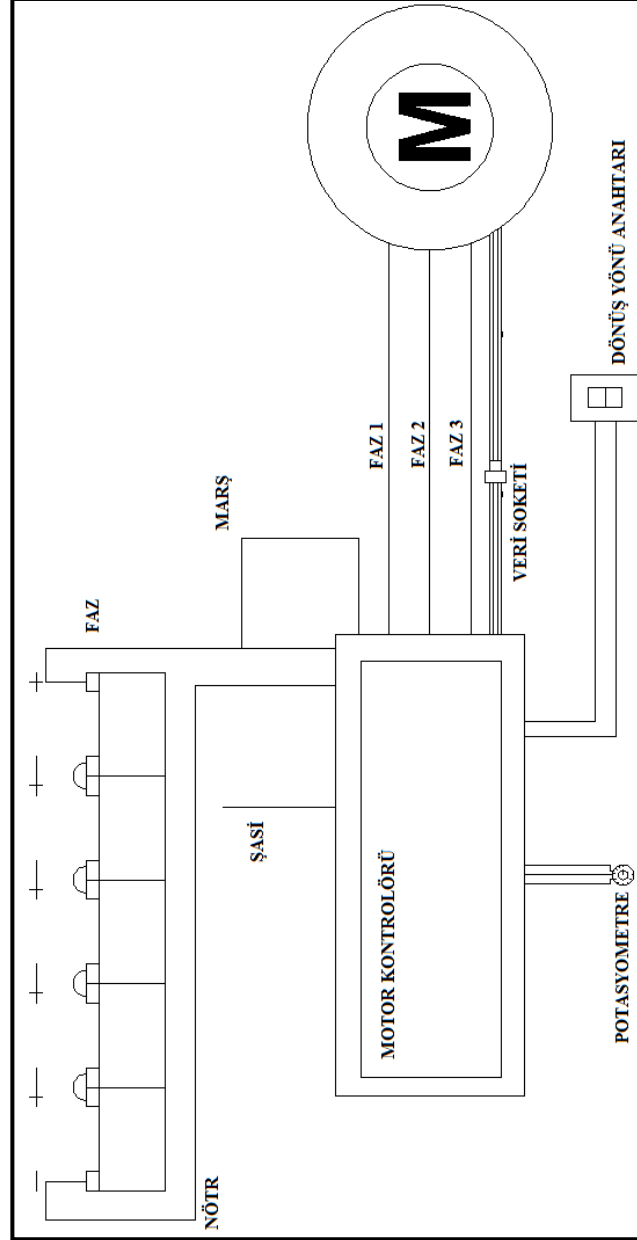 NÖTR
FAZ
MARŞ
ŞASİ
MOTOR KONTROLÖRÜ
FAZ 1
FAZ 2
FAZ 3
M
VERİ SOKETİ
POTASYOMETRE
DÖNÜŞ YÖNÜ ANAHTARI